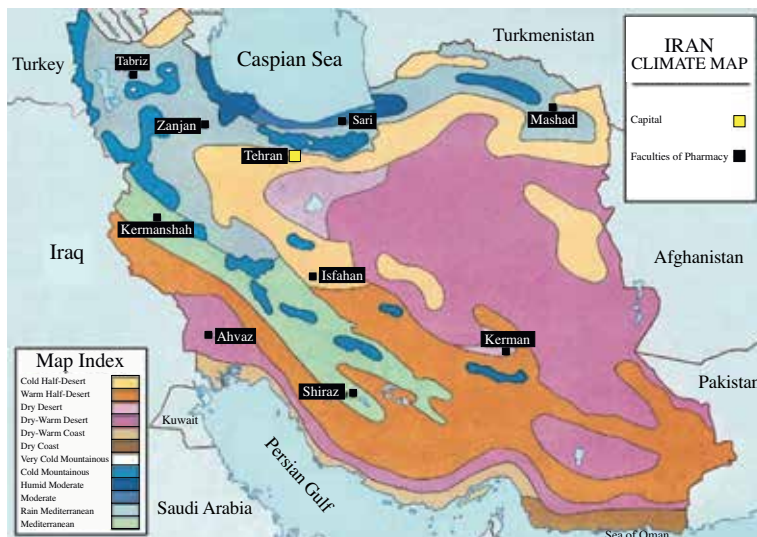 Turkey
Tabriz
Caspian Sea
Turkmenistan
IRAN
CLIMATE MAP
Capital
Faculties of Pharmacy
Zanjan
Sari
Mashad
Tehran
Kermanshah
Iraq
Isfahan
Afghanistan
Ahvaz
Kerman
Shiraz
Pakistan
Kuwait
Persian Gulf
Saudi Arabia
Sea of Oman
Map Index
Cold Half-Desert
Warm Half-Desert
Dry Desert
Dry-Warm Desert
Dry-Warm Coast
Dry Coast
Very Cold Mountainous
Cold Mountainous
Humid Moderate
Moderate
Rain Mediterranean
Mediterranean